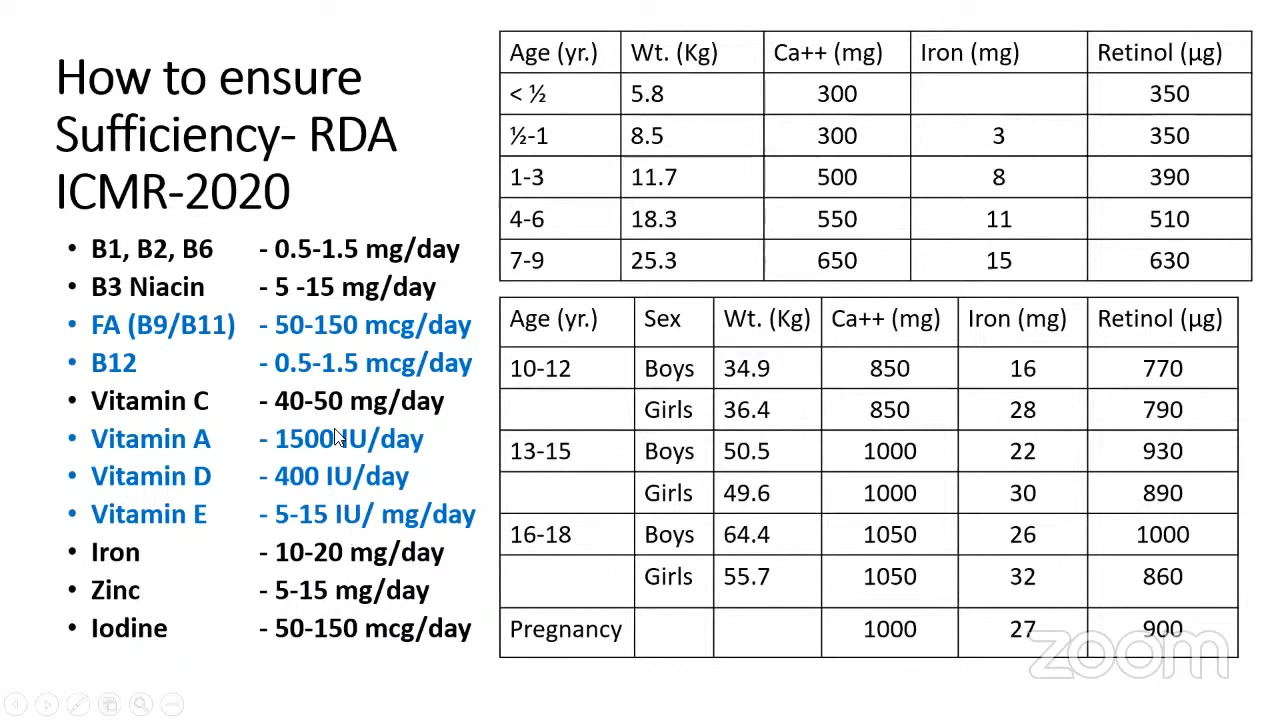 How to ensure
Sufficiency- RDA
ICMR-2020
• B1, B2, B6 - 0.5-1.5 mg/day
• B3 Niacin - 5 -15 mg/day
• FA (B9/B11) - 50-150 mcg/day
• B12 - 0.5-1.5 mcg/day
• Vitamin C - 40-50 mg/day
• Vitamin A - 1500 IU/day
• Vitamin D - 400 IU/day
• Vitamin E - 5-15 IU/ mg/day
• Iron - 10-20 mg/day
• Zinc - 5-15 mg/day
• Iodine - 50-150 mcg/day
Age (yr.) Wt. (Kg) Ca++ (mg) Iron (mg) Retinol (µg)
< ½ 5.8 300 350
½-1 8.5 300 3 350
1-3 11.7 500 8 390
4-6 18.3 550 11 510
7-9 25.3 650 15 630
Age (yr.) Sex Wt. (Kg) Ca++ (mg) Iron (mg) Retinol (µg)
10-12 Boys 34.9 850 16 770
Girls 36.4 850 28 790
13-15 Boys 50.5 1000 22 930
Girls 49.6 1000 30 890
16-18 Boys 64.4 1050 26 1000
Girls 55.7 1050 32 860
Pregnancy 1000 27 900
zoom